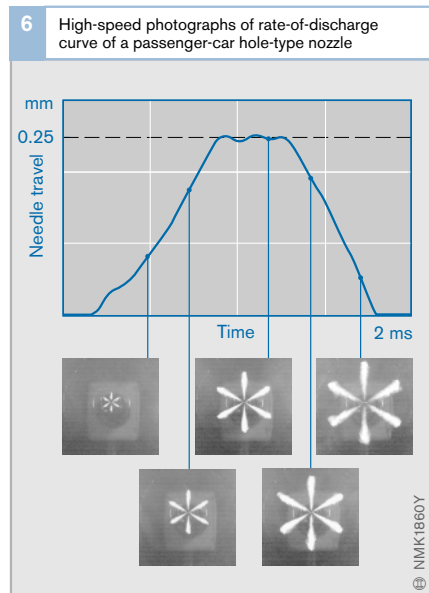 6
High-speed photographs of rate-of-discharge
curve of a passenger-car hole-type nozzle
mm
0.25
Needle travel
Time
2 ms
NMK1860Y